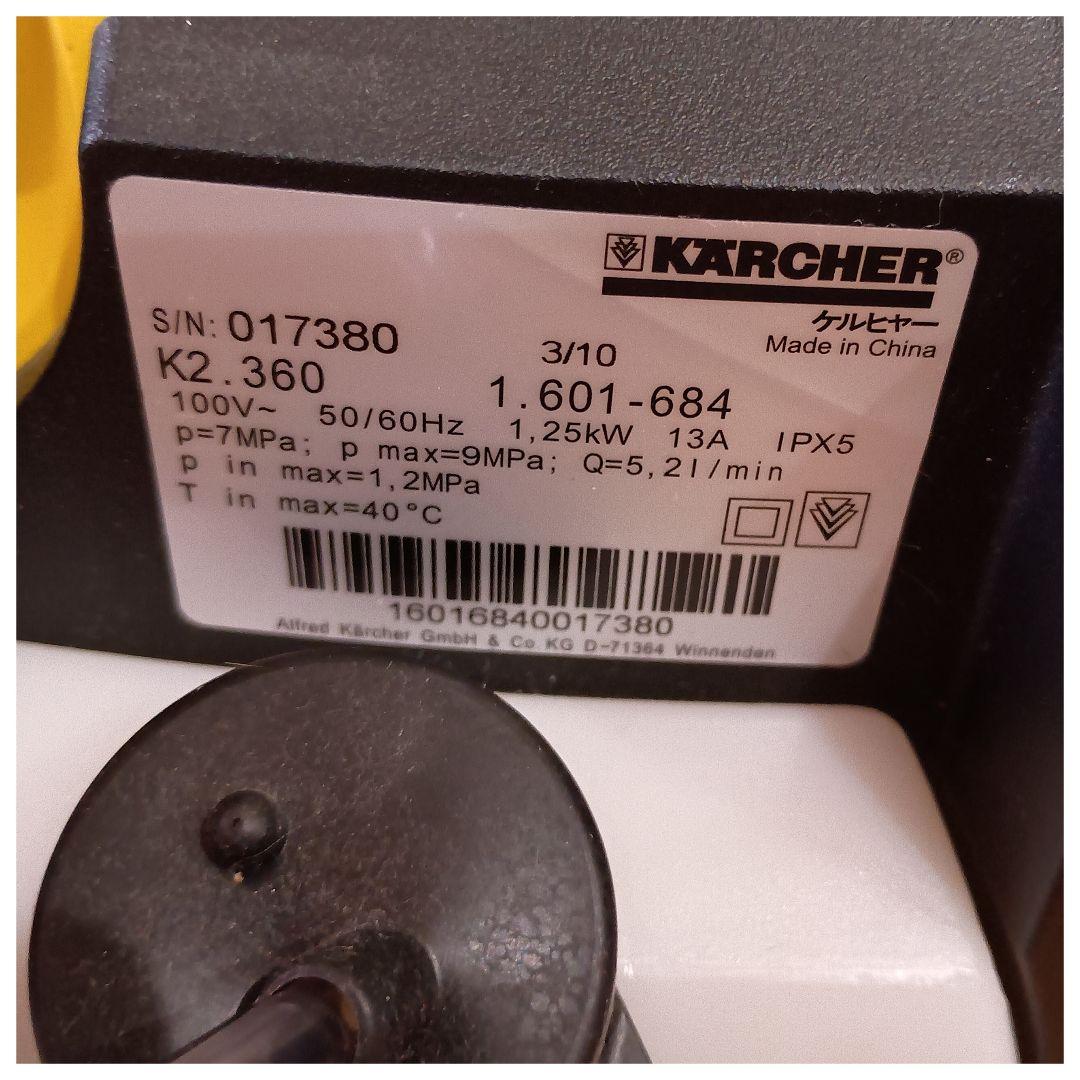 KÄRCHER®
ケルヒャー
Made in China
S/N: 017380
3/10
K2.360 1.601-684
100V~ 50/60Hz 1,25kW 13A IPX5
p=7MPa; p max=9MPa; Q=5,2l/min
p in max=1,2MPa
T in max=40°C
16016840017380
Alfred Kärcher GmbH & Co KG D-71364 Winnenden